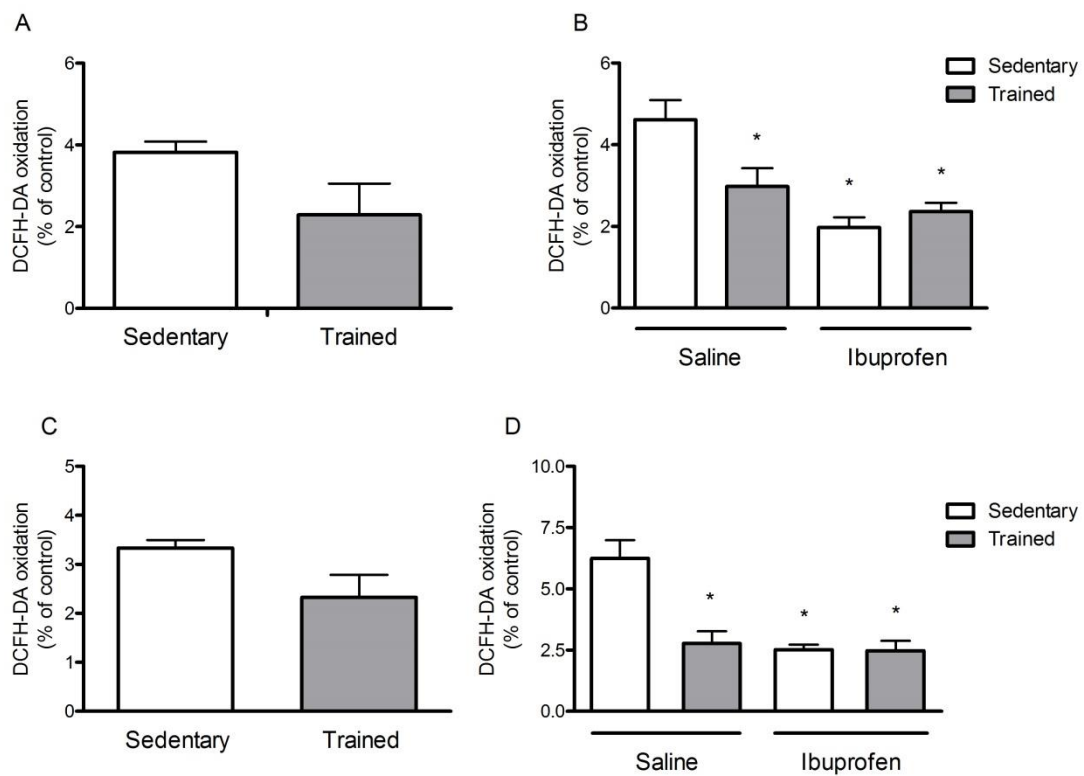 A
DCFH-DA oxidation
(% of control)
6
4
2
0
Sedentary
Trained
B
DCFH-DA oxidation
(% of control)
6
4
2
0
*
*
*
Sedentary
Trained
Saline
Ibuprofen
C
DCFH-DA oxidation
(% of control)
5
4
3
2
1
0
Sedentary
Trained
D
DCFH-DA oxidation
(% of control)
10.0
7.5
5.0
2.5
0.0
*
*
*
Sedentary
Trained
Saline
Ibuprofen